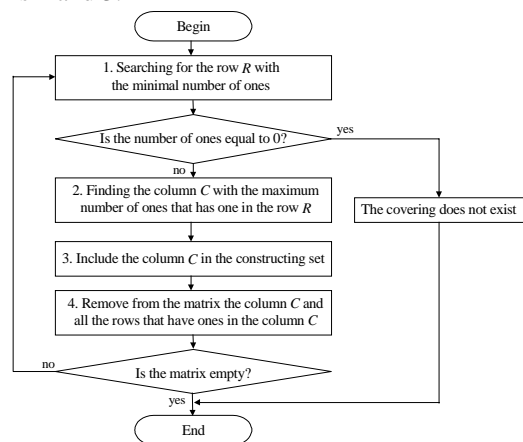 Begin
1. Searching for the row R with
the minimal number of ones
Is the number of ones equal to 0?
yes
no
2. Finding the column C with the maximum
number of ones that has one in the row R
The covering does not exist
3. Include the column C in the constructing set
4. Remove from the matrix the column C and
all the rows that have ones in the column C
no
Is the matrix empty?
yes
End